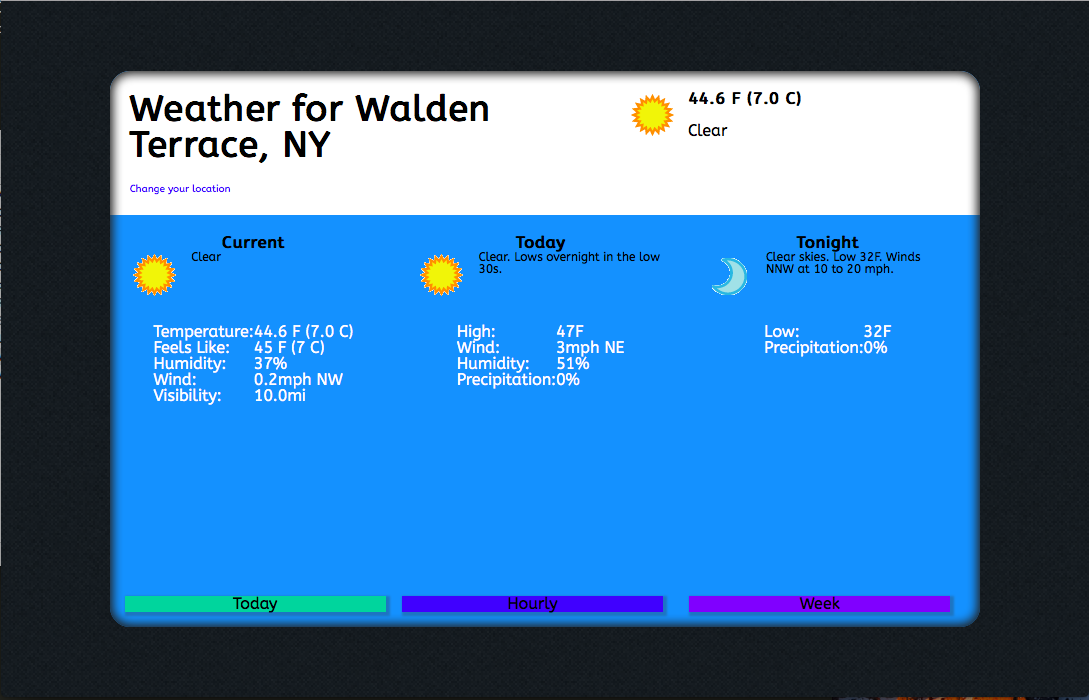 Weather for Walden
Terrace, NY
Change your location
44.6 F (7.0 C)
Clear
Current
Clear
Temperature: 44.6 F (7.0 C)
Feels Like: 45 F (7 C)
Humidity: 37%
Wind: 0.2mph NW
Visibility: 10.0mi
Today
Clear. Lows overnight in the low
30s.
High: 47F
Wind: 3mph NE
Humidity: 51%
Precipitation:0%
Tonight
Clear skies. Low 32F. Winds
NNW at 10 to 20 mph.
Low: 32F
Precipitation:0%
Today
Hourly
Week